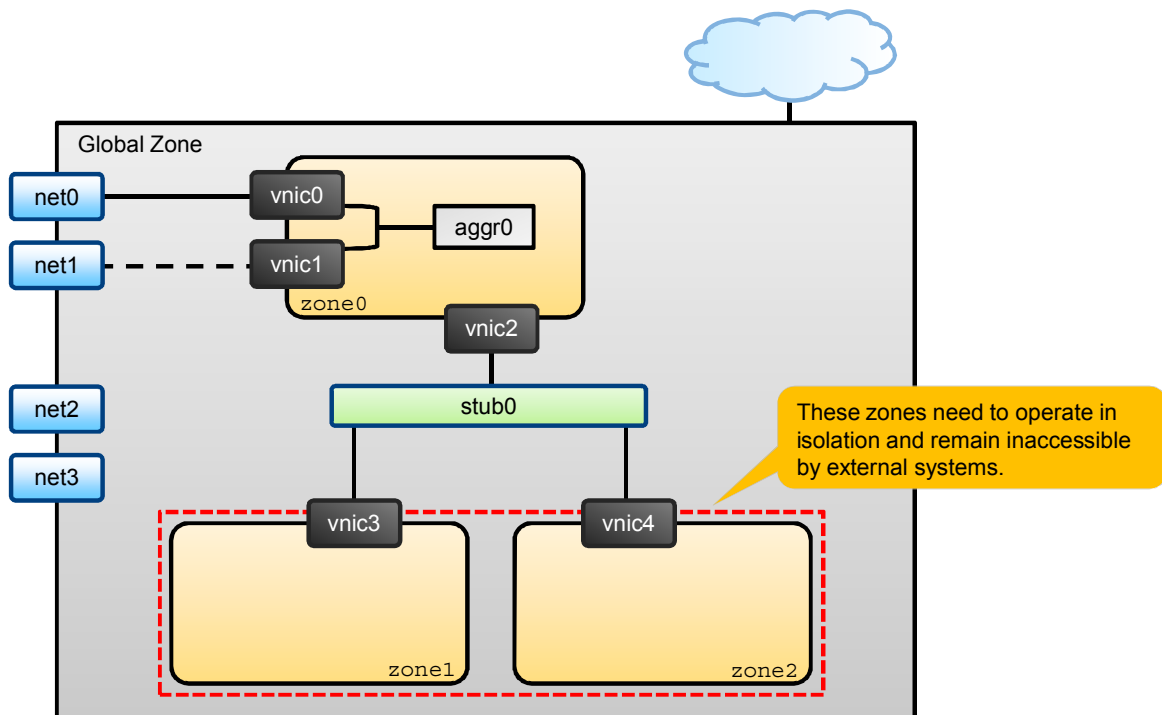 Global Zone
net0
vnic0
aggr0
net1
vnic1
zone0
vnic2
net2
stub0
These zones need to operate in
isolation and remain inaccessible
by external systems.
net3
vnic3
vnic4
zone1
zone2